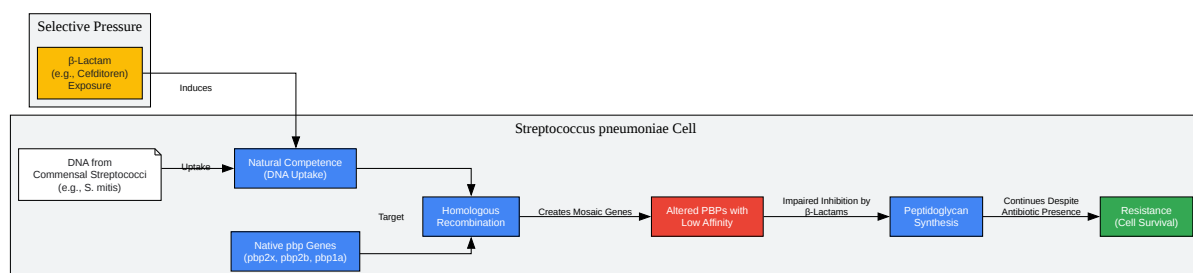 Selective Pressure
β-Lactam
(e.g., Cefditoren)
Exposure
Induces
Streptococcus pneumoniae Cell
DNA from
Commensal Streptococci
(e.g., S. mitis)
Uptake
Natural Competence
(DNA Uptake)
Target
Homologous
Recombination
Native pbp Genes
(pbp2x, pbp2b, pbp1a)
Creates Mosaic Genes
Altered PBPs with
Low Affinity
Impaired Inhibition by
β-Lactams
Peptidoglycan
Synthesis
Continues Despite
Antibiotic Presence
Resistance
(Cell Survival)